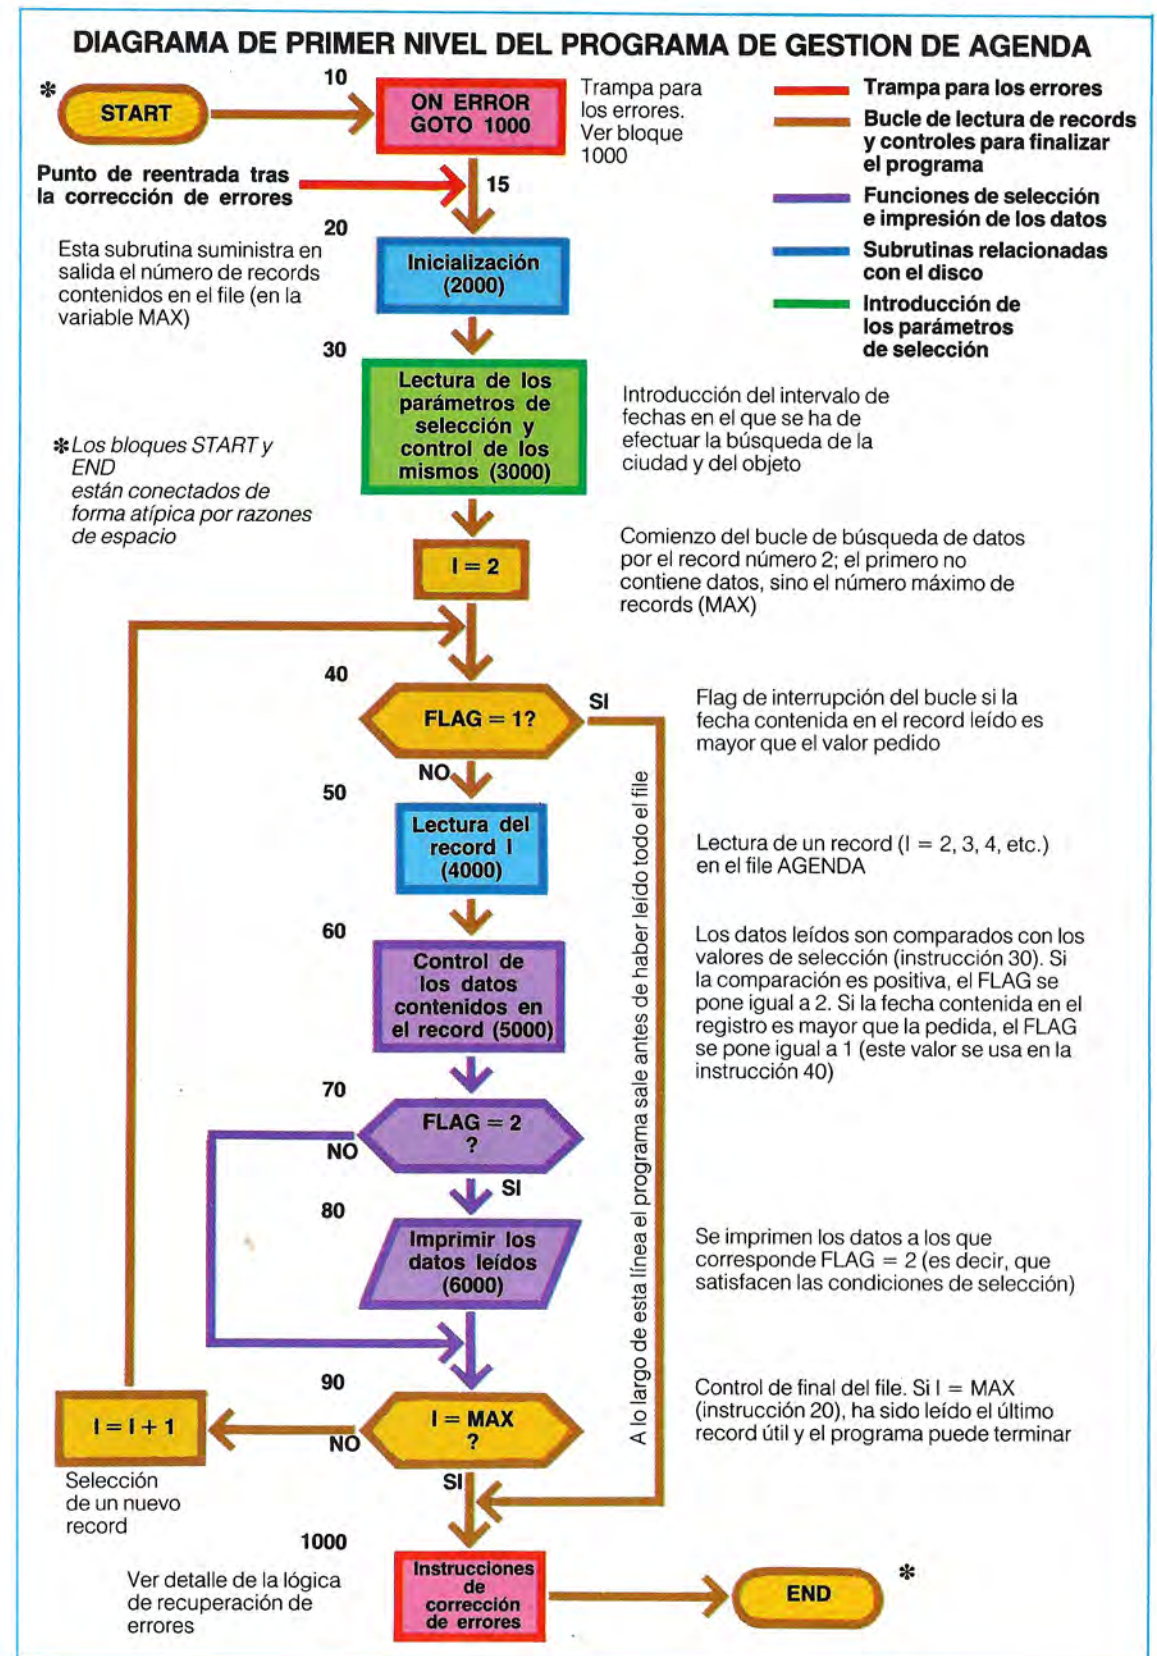 DIAGRAMA DE PRIMER NIVEL DEL PROGRAMA DE GESTION DE AGENDA
✻
START
10
ON ERROR
GOTO 1000
Trampa para
los errores.
Ver bloque
1000
Trampa para los errores
Bucle de lectura de records
y controles para finalizar
el programa
Funciones de selección
e impresión de los datos
Subrutinas relacionadas
con el disco
Introducción de
los parámetros
de selección
Punto de reentrada tras
la corrección de errores
15
20
Esta subrutina suministra en
salida el número de records
contenidos en el file (en la
variable MAX)
Inicialización
(2000)
30
Lectura de los
parámetros de
selección y
control de los
mismos (3000)
Introducción del intervalo de
fechas en el que se ha de
efectuar la búsqueda de la
ciudad y del objeto
✻Los bloques START y
END
están conectados de
forma atípica por razones
de espacio
I = 2
Comienzo del bucle de búsqueda de datos
por el record número 2; el primero no
contiene datos, sino el número máximo de
records (MAX)
40
FLAG = 1?
SI
NO
Flag de interrupción del bucle si la
fecha contenida en el record leído es
mayor que el valor pedido
50
Lectura del
record I
(4000)
Lectura de un record (I = 2, 3, 4, etc.)
en el file AGENDA
A lo largo de esta línea el programa sale antes de haber leído todo el file
60
Control de
los datos
contenidos en
el record (5000)
Los datos leídos son comparados con los
valores de selección (instrucción 30). Si
la comparación es positiva, el FLAG se
pone igual a 2. Si la fecha contenida en el
registro es mayor que la pedida, el FLAG
se pone igual a 1 (este valor se usa en la
instrucción 40)
70
FLAG = 2
?
NO
SI
80
Imprimir los
datos leídos
(6000)
Se imprimen los datos a los que
corresponde FLAG = 2 (es decir, que
satisfacen las condiciones de selección)
90
I = MAX
?
NO
SI
Control de final del file. Si I = MAX
(instrucción 20), ha sido leído el último
record útil y el programa puede terminar
I = I + 1
Selección
de un nuevo
record
1000
Ver detalle de la lógica
de recuperación de
errores
Instrucciones
de
corrección
de errores
END
✻